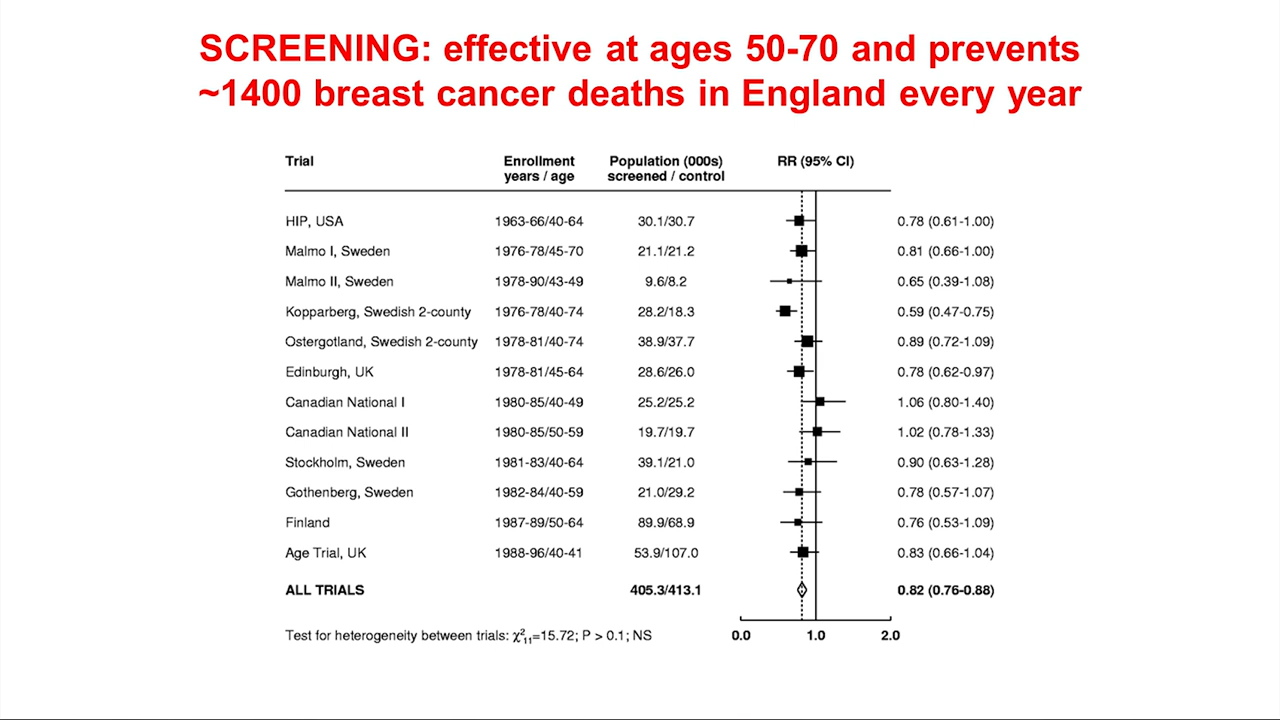 SCREENING: effective at ages 50-70 and prevents
~1400 breast cancer deaths in England every year
Trial Enrollment years / age Population (000s) screened / control RR (95% CI)
HIP, USA 1963-66/40-64 30.1/30.7 0.78 (0.61-1.00)
Malmo I, Sweden 1976-78/45-70 21.1/21.2 0.81 (0.66-1.00)
Malmo II, Sweden 1978-90/43-49 9.6/8.2 0.65 (0.39-1.08)
Kopparberg, Swedish 2-county 1976-78/40-74 28.2/18.3 0.59 (0.47-0.75)
Ostergotland, Swedish 2-county 1978-81/40-74 38.9/37.7 0.89 (0.72-1.09)
Edinburgh, UK 1978-81/45-64 28.6/26.0 0.78 (0.62-0.97)
Canadian National I 1980-85/40-49 25.2/25.2 1.06 (0.80-1.40)
Canadian National II 1980-85/50-59 19.7/19.7 1.02 (0.78-1.33)
Stockholm, Sweden 1981-83/40-64 39.1/21.0 0.90 (0.63-1.28)
Gothenberg, Sweden 1982-84/40-59 21.0/29.2 0.78 (0.57-1.07)
Finland 1987-89/50-64 89.9/68.9 0.76 (0.53-1.09)
Age Trial, UK 1988-96/40-41 53.9/107.0 0.83 (0.66-1.04)
ALL TRIALS 405.3/413.1 0.82 (0.76-0.88)
Test for heterogeneity between trials: χ²₁₁=15.72; P > 0.1; NS
0.0 1.0 2.0